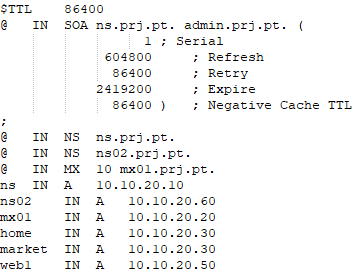 $TTL 86400
@ IN SOA ns.prj.pt. admin.prj.pt. (
1 ; Serial
604800 ; Refresh
86400 ; Retry
2419200 ; Expire
86400 ) ; Negative Cache TTL
;
@ IN NS ns.prj.pt.
@ IN NS ns02.prj.pt.
@ IN MX 10 mx01.prj.pt.
ns IN A 10.10.20.10
ns02 IN A 10.10.20.60
mx01 IN A 10.10.20.20
home IN A 10.10.20.30
market IN A 10.10.20.30
web1 IN A 10.10.20.50